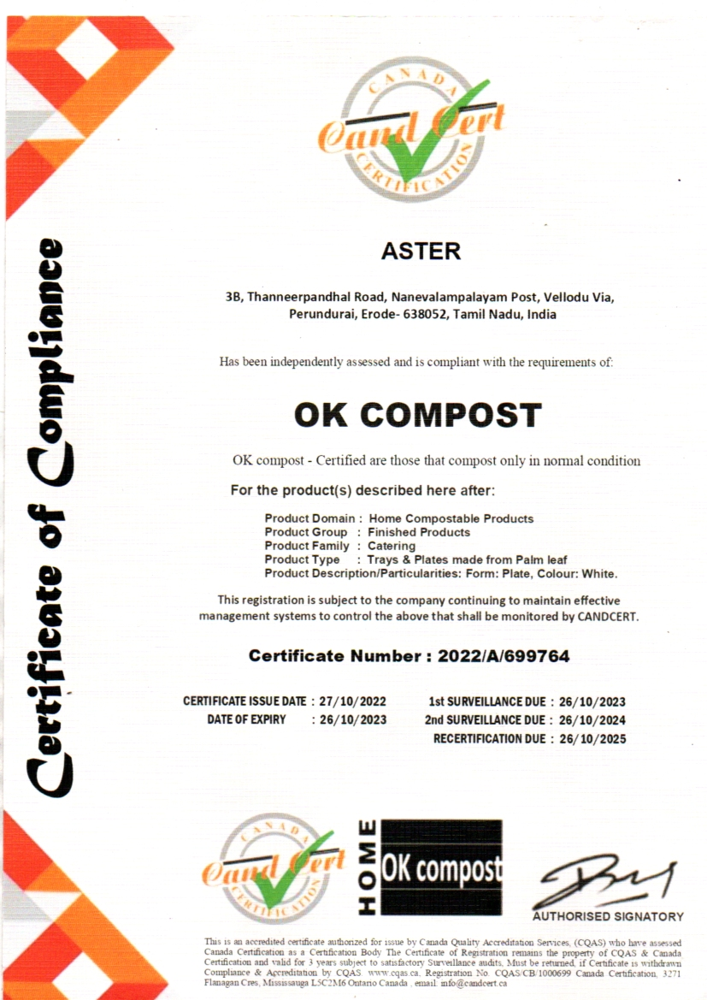 CANADA
Cand Cert
CERTIFICATION
ASTER
3B, Thanneerpandhal Road, Nanevalampalayam Post, Vellodu Via,
Perundurai, Erode- 638052, Tamil Nadu, India
Has been independently assessed and is compliant with the requirements of:
OK COMPOST
OK compost - Certified are those that compost only in normal condition
For the product(s) described here after:
Product Domain : Home Compostable Products
Product Group : Finished Products
Product Family : Catering
Product Type : Trays & Plates made from Palm leaf
Product Description/Particularities: Form: Plate, Colour: White.
This registration is subject to the company continuing to maintain effective
management systems to control the above that shall be monitored by CANDCERT.
Certificate Number : 2022/A/699764
CERTIFICATE ISSUE DATE : 27/10/2022 1st SURVEILLANCE DUE : 26/10/2023
DATE OF EXPIRY : 26/10/2023 2nd SURVEILLANCE DUE : 26/10/2024
RECERTIFICATION DUE : 26/10/2025
Certificate of Compliance
CANADA
Cand Cert
CERTIFICATION
HOME
OK compost
AUTHORISED SIGNATORY
This is an accredited certificate authorized for issue by Canada Quality Accreditation Services, (CQAS) who have assessed
Canada Certification as a Certification Body The Certificate of Registration remains the property of CQAS & Canada
Certification and valid for 3 years subject to satisfactory Surveillance audits, Must be returned, if Certificate is withdrawn
Compliance & Accreditation by CQAS. www.cqas.ca. Registration No. CQAS/CB/1000699 Canada Certification, 3271
Flanagan Cres, Mississauga L5C2M6 Ontario Canada , email. info@candcert.ca